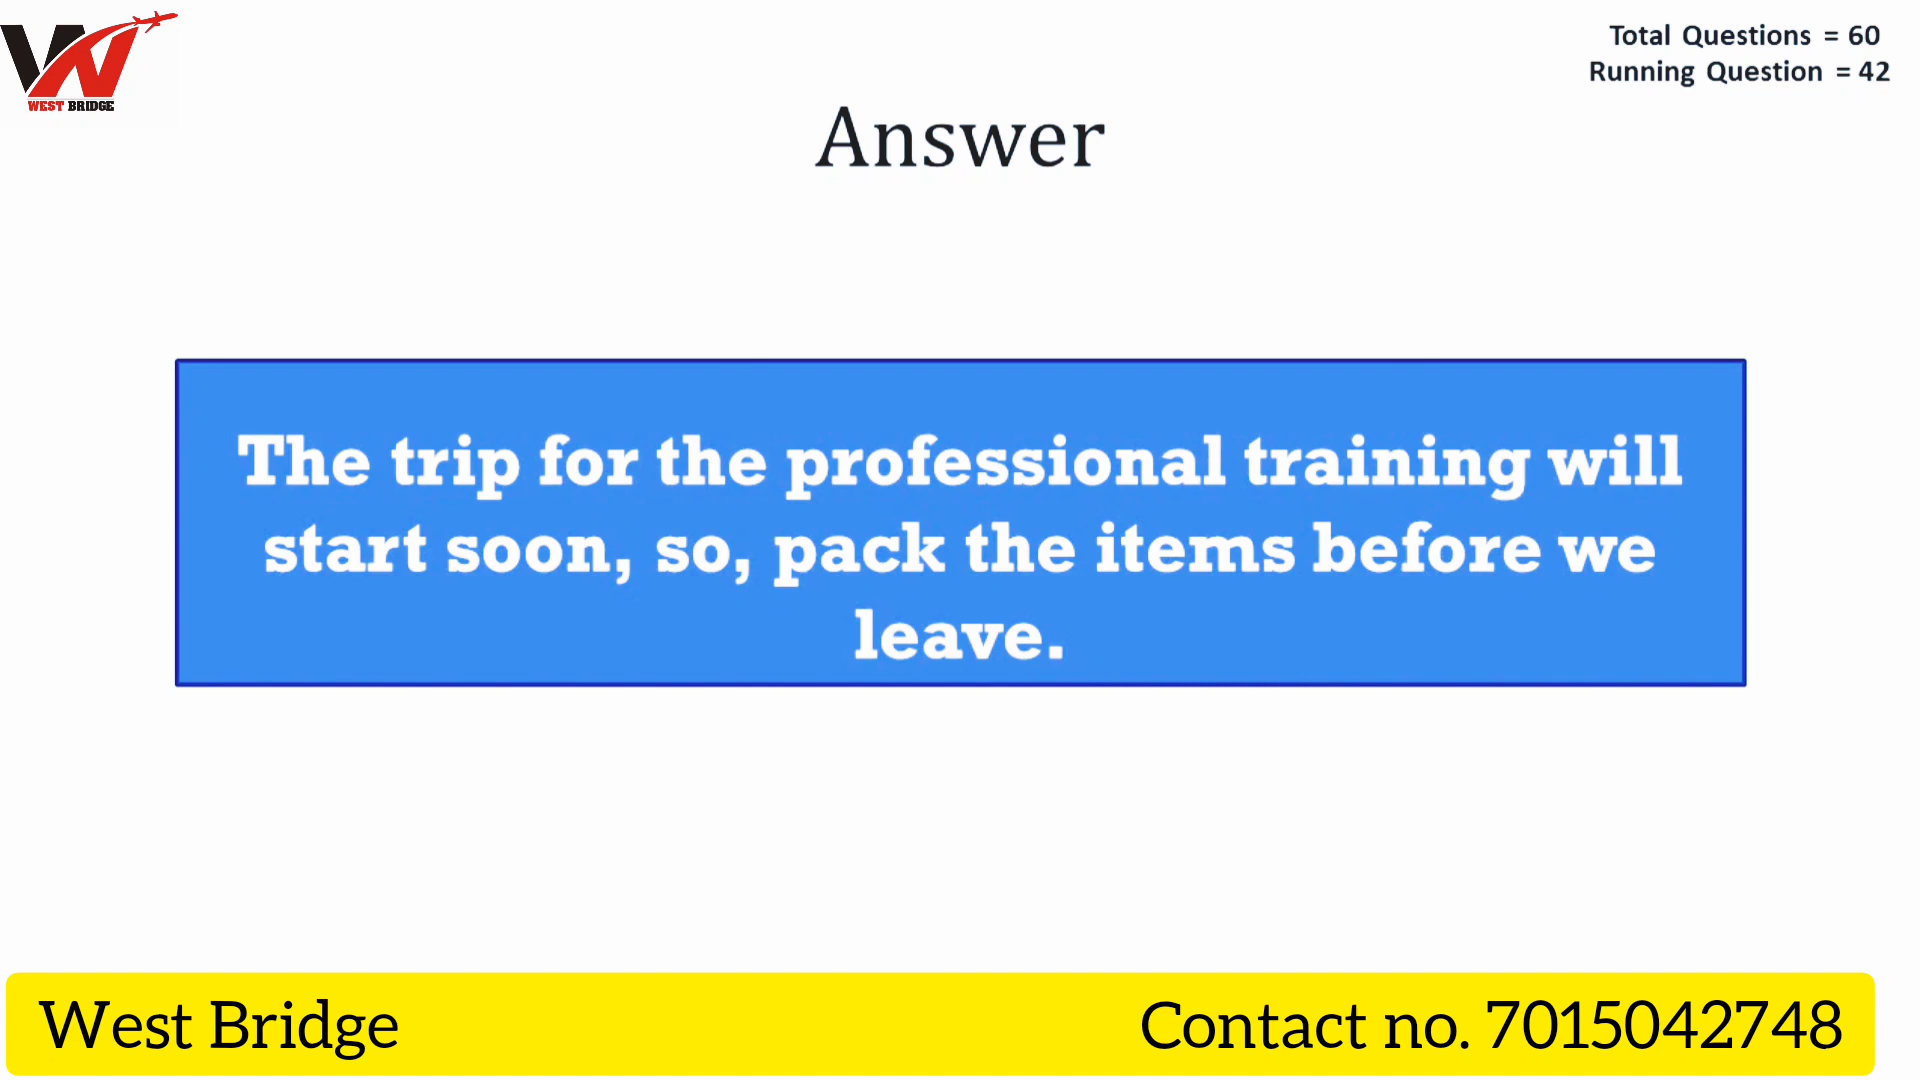 WEST BRIDGE
Total Questions = 60
Running Question = 42
Answer
The trip for the professional training will
start soon, so, pack the items before we
leave.
West Bridge
Contact no. 7015042748